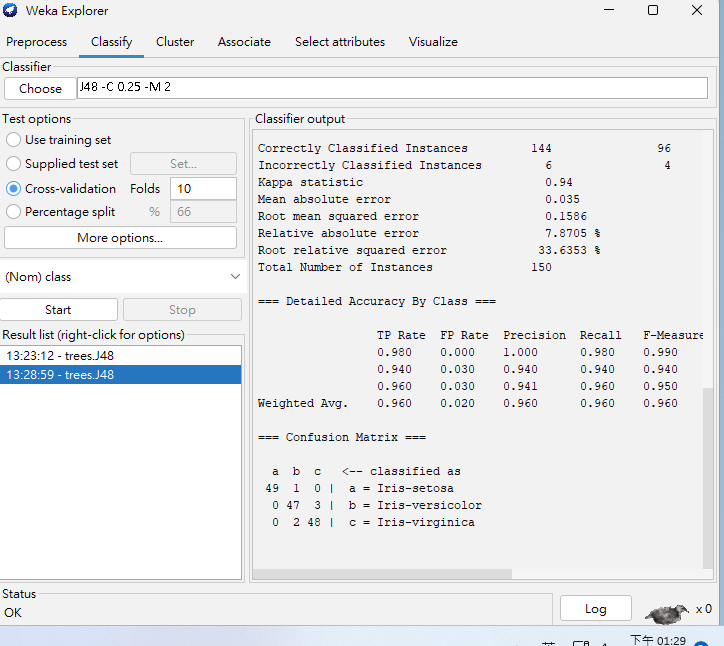 Weka Explorer
Preprocess Classify Cluster Associate Select attributes Visualize
Classifier
Choose J48 -C 0.25 -M 2
Test options
Use training set
Supplied test set Set...
Cross-validation Folds 10
Percentage split % 66
More options...
(Nom) class
Start Stop
Result list (right-click for options)
13:23:12 - trees.J48
13:28:59 - trees.J48
Classifier output
Correctly Classified Instances 144 96
Incorrectly Classified Instances 6 4
Kappa statistic 0.94
Mean absolute error 0.035
Root mean squared error 0.1586
Relative absolute error 7.8705 %
Root relative squared error 33.6353 %
Total Number of Instances 150
=== Detailed Accuracy By Class ===
TP Rate FP Rate Precision Recall F-Measure
0.980 0.000 1.000 0.980 0.990
0.940 0.030 0.940 0.940 0.940
0.960 0.030 0.941 0.960 0.950
Weighted Avg. 0.960 0.020 0.960 0.960 0.960
=== Confusion Matrix ===
a b c <-- classified as
49 1 0 | a = Iris-setosa
0 47 3 | b = Iris-versicolor
0 2 48 | c = Iris-virginica
Status
OK
Log x 0
下午 01:29